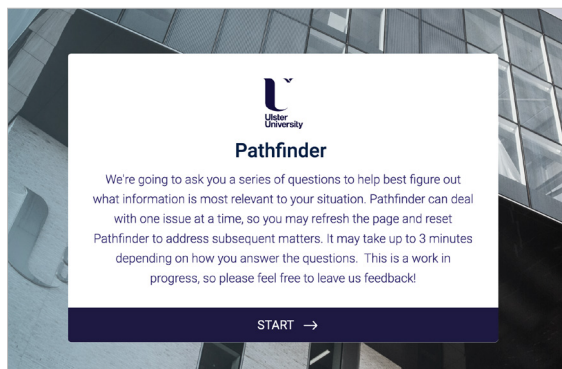 Ulster
University
Pathfinder
We're going to ask you a series of questions to help best figure out
what information is most relevant to your situation. Pathfinder can deal
with one issue at a time, so you may refresh the page and reset
Pathfinder to address subsequent matters. It may take up to 3 minutes
depending on how you answer the questions.  This is a work in
progress, so please feel free to leave us feedback!
START →